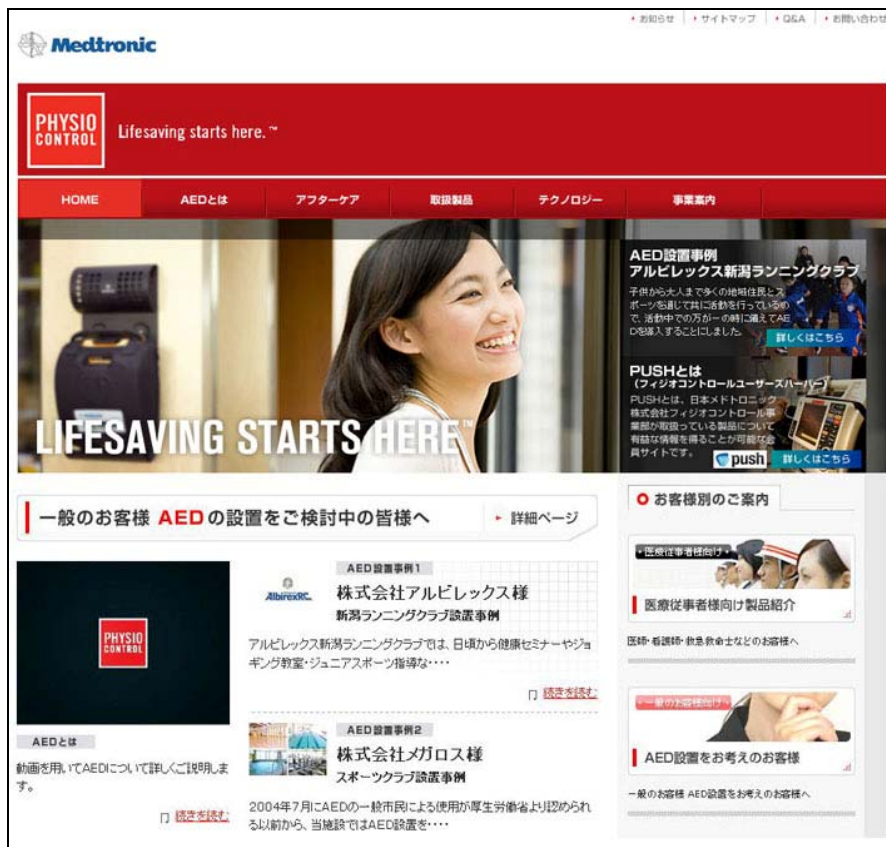 お知らせ サイトマップ Q&A お問い合わせ
Medtronic
PHYSIO
CONTROL
Lifesaving starts here.™
HOME AEDとは アフターケア 取扱製品 テクノロジー 事業案内
LIFESAVING STARTS HERE™
AED設置事例
アルビレックス新潟ランニングクラブ
子供から大人まで多くの地域住民とス
ポーツを通じて共に活動を行っているの
で、活動中での万が一の時に備えてAE
Dを導入することにしました。
詳しくはこちら
PUSHとは
(フィジオコントロールユーザースハーバー)
PUSHとは、日本メドトロニック
株式会社フィジオコントロール事
業部が取扱っている製品について
有益な情報を得ることが可能な会
員サイトです。
push 詳しくはこちら
一般のお客様 AEDの設置をご検討中の皆様へ 詳細ページ
PHYSIO
CONTROL
AEDとは
動画を用いてAEDについて詳しくご説明しま
す。
続きを読む
AED設置事例1
AlbirexRC.
株式会社アルビレックス様
新潟ランニングクラブ設置事例
アルビレックス新潟ランニングクラブでは、日頃から健康セミナーやジョ
ギング教室・ジュニアスポーツ指導な・・・・
続きを読む
AED設置事例2
株式会社メガロス様
スポーツクラブ設置事例
2004年7月にAEDの一般市民による使用が厚生労働省より認められ
る以前から、当施設ではAED設置を・・・・
お客様別のご案内
医療従事者様向け
医療従事者様向け製品紹介
医師・看護師・救急救命士などのお客様へ
一般のお客様向け
AED設置をお考えのお客様
一般のお客様 AED設置をお考えのお客様へ